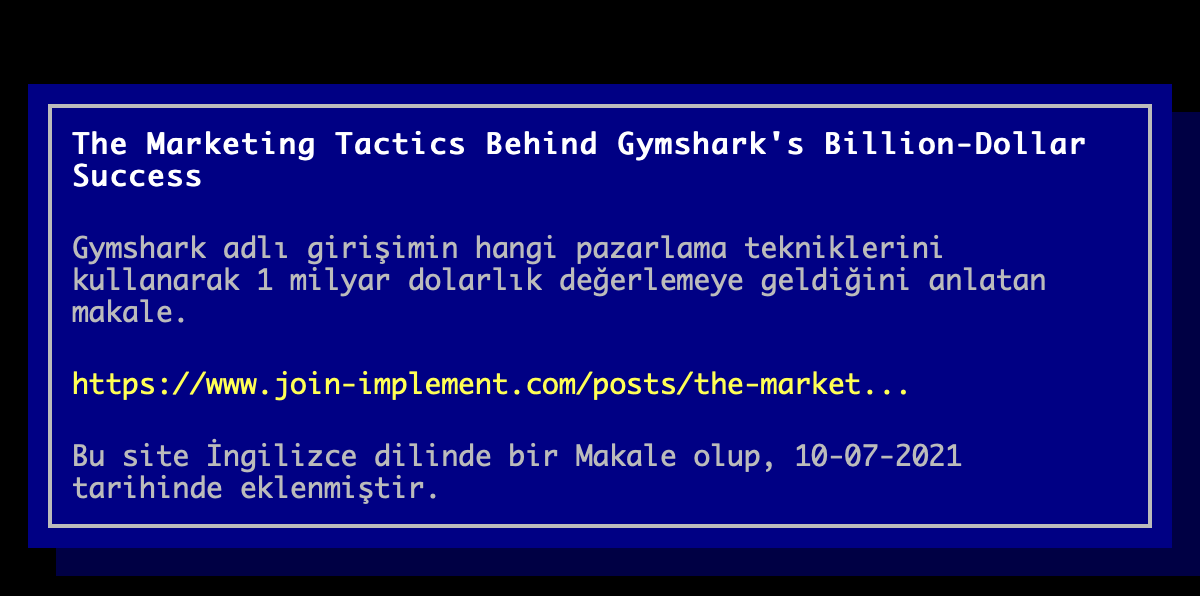 The Marketing Tactics Behind Gymshark's Billion-Dollar
Success
Gymshark adlı girişimin hangi pazarlama tekniklerini
kullanarak 1 milyar dolarlık değerlemeye geldiğini anlatan
makale.
https://www.join-implement.com/posts/the-market...
Bu site İngilizce dilinde bir Makale olup, 10-07-2021
tarihinde eklenmiştir.